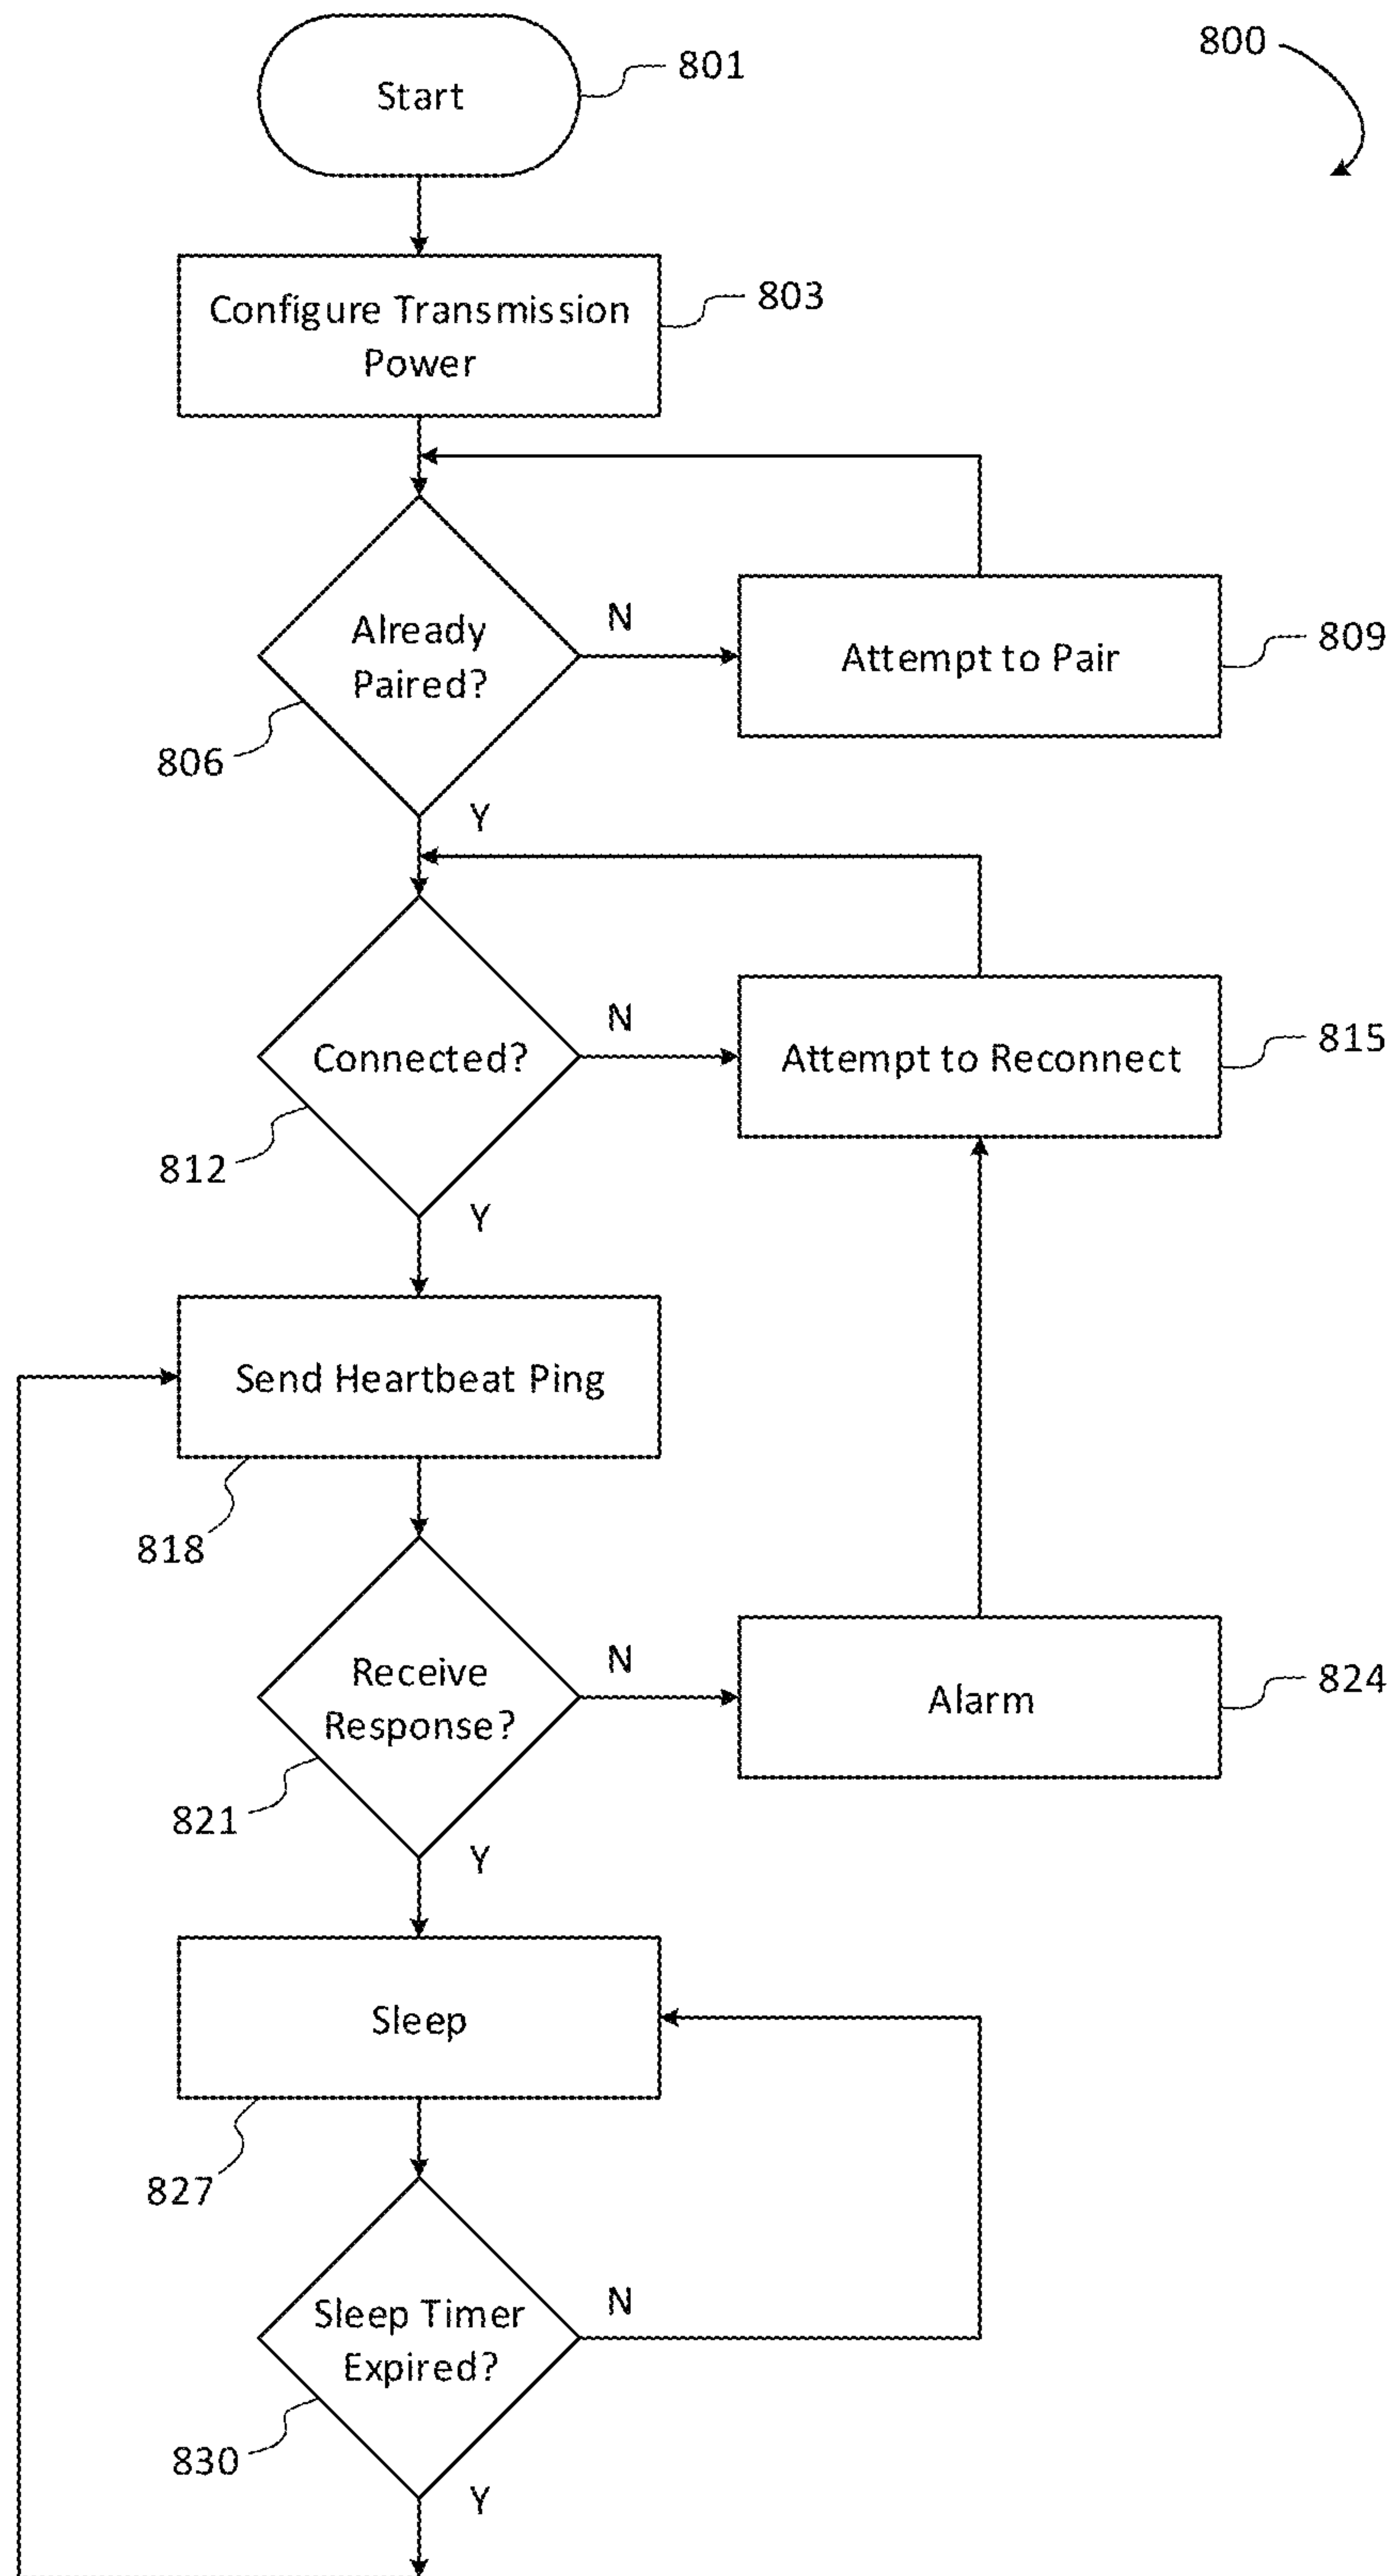 800
Start
801
Configure Transmission
Power
803
Already
Paired?
N
806
Y
Attempt to Pair
809
Connected?
N
812
Y
Attempt to Reconnect
815
Send Heartbeat Ping
818
Receive
Response?
N
821
Y
Alarm
824
Sleep
827
Sleep Timer
Expired?
N
830
Y